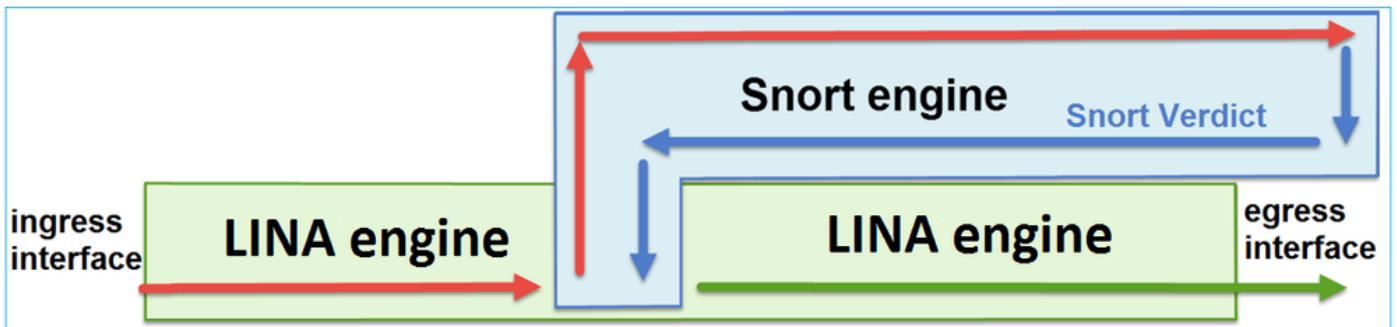 Snort engine
Snort Verdict
ingress
interface
LINA engine
LINA engine
egress
interface